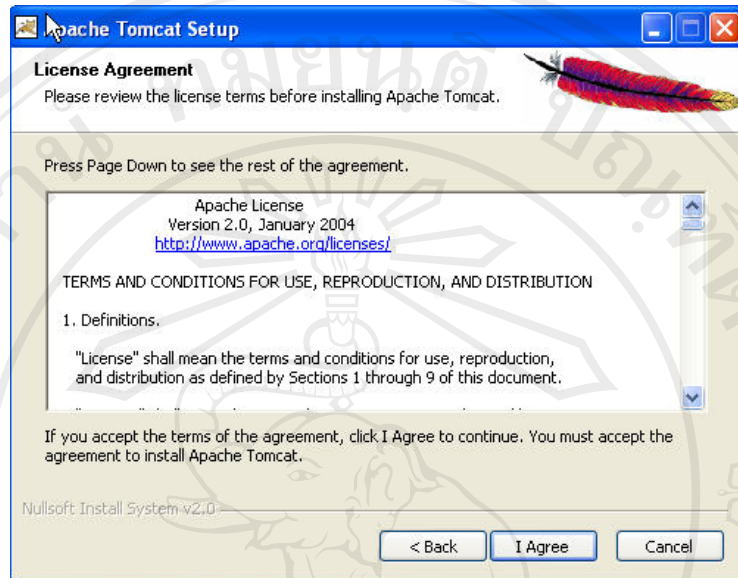 Apache Tomcat Setup
License Agreement
Please review the license terms before installing Apache Tomcat.
Press Page Down to see the rest of the agreement.
Apache License
Version 2.0, January 2004
http://www.apache.org/licenses/
TERMS AND CONDITIONS FOR USE, REPRODUCTION, AND DISTRIBUTION
1. Definitions.
"License" shall mean the terms and conditions for use, reproduction,
and distribution as defined by Sections 1 through 9 of this document.
If you accept the terms of the agreement, click I Agree to continue. You must accept the
agreement to install Apache Tomcat.
Nullsoft Install System v2.0
< Back
I Agree
Cancel